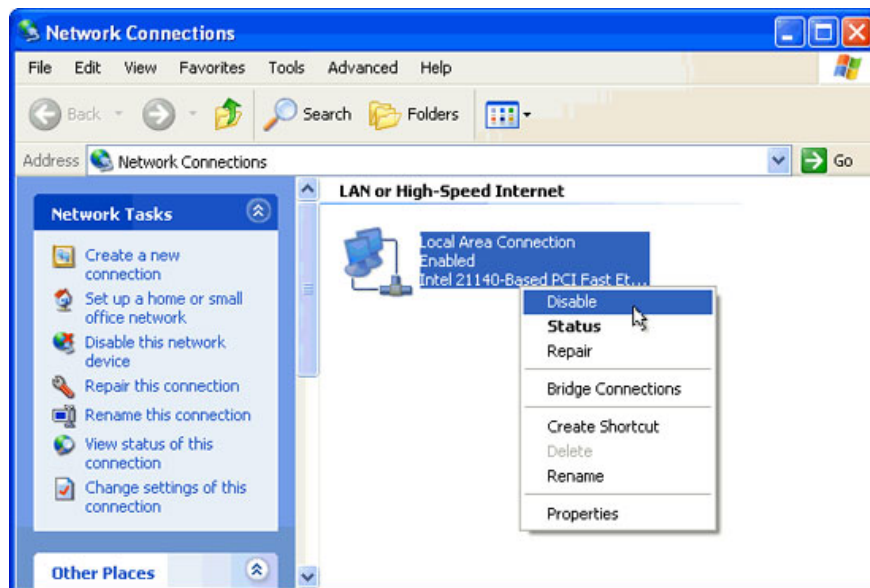 Network Connections
File Edit View Favorites Tools Advanced Help
Back Search Folders
Address Network Connections Go
Network Tasks
Create a new
connection
Set up a home or small
office network
Disable this network
device
Repair this connection
Rename this connection
View status of this
connection
Change settings of this
connection
Other Places
LAN or High-Speed Internet
Local Area Connection
Enabled
Intel 21140-Based PCI Fast Et...
Disable
Status
Repair
Bridge Connections
Create Shortcut
Delete
Rename
Properties